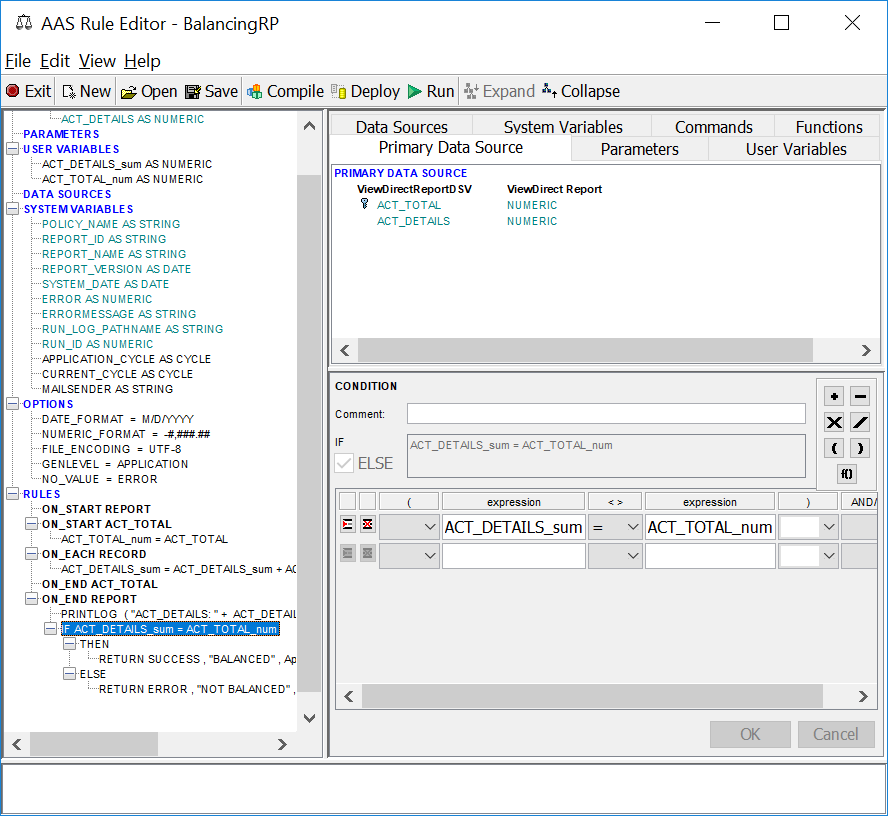 AAS Rule Editor - BalancingRP
File Edit View Help
Exit New Open Save Compile Deploy Run Expand Collapse
ACT_DETAILS AS NUMERIC
PARAMETERS
USER VARIABLES
ACT_DETAILS_sum AS NUMERIC
ACT_TOTAL_num AS NUMERIC
DATA SOURCES
SYSTEM VARIABLES
POLICY_NAME AS STRING
REPORT_ID AS STRING
REPORT_NAME AS STRING
REPORT_VERSION AS DATE
SYSTEM_DATE AS DATE
ERROR AS NUMERIC
ERRORMESSAGE AS STRING
RUN_LOG_PATHNAME AS STRING
RUN_ID AS NUMERIC
APPLICATION_CYCLE AS CYCLE
CURRENT_CYCLE AS CYCLE
MAILSENDER AS STRING
OPTIONS
DATE_FORMAT = M/D/YYYY
NUMERIC_FORMAT = -#,###.##
FILE_ENCODING = UTF-8
GENLEVEL = APPLICATION
NO_VALUE = ERROR
RULES
ON_START REPORT
ON_START ACT_TOTAL
ACT_TOTAL_num = ACT_TOTAL
ON_EACH RECORD
ACT_DETAILS_sum = ACT_DETAILS_sum + AC
ON_END ACT_TOTAL
ON_END REPORT
PRINTLOG ( "ACT_DETAILS: " + ACT_DETAIL
IF ACT_DETAILS_sum = ACT_TOTAL_num
THEN
RETURN SUCCESS , "BALANCED" , Ap
ELSE
RETURN ERROR , "NOT BALANCED" ,
Data Sources System Variables Commands Functions
Primary Data Source Parameters User Variables
PRIMARY DATA SOURCE
ViewDirectReportDSV ViewDirect Report
ACT_TOTAL NUMERIC
ACT_DETAILS NUMERIC
CONDITION
Comment:
IF
ACT_DETAILS_sum = ACT_TOTAL_num
ELSE
( )
f()
( expression < > expression ) AND/
ACT_DETAILS_sum = ACT_TOTAL_num
OK Cancel